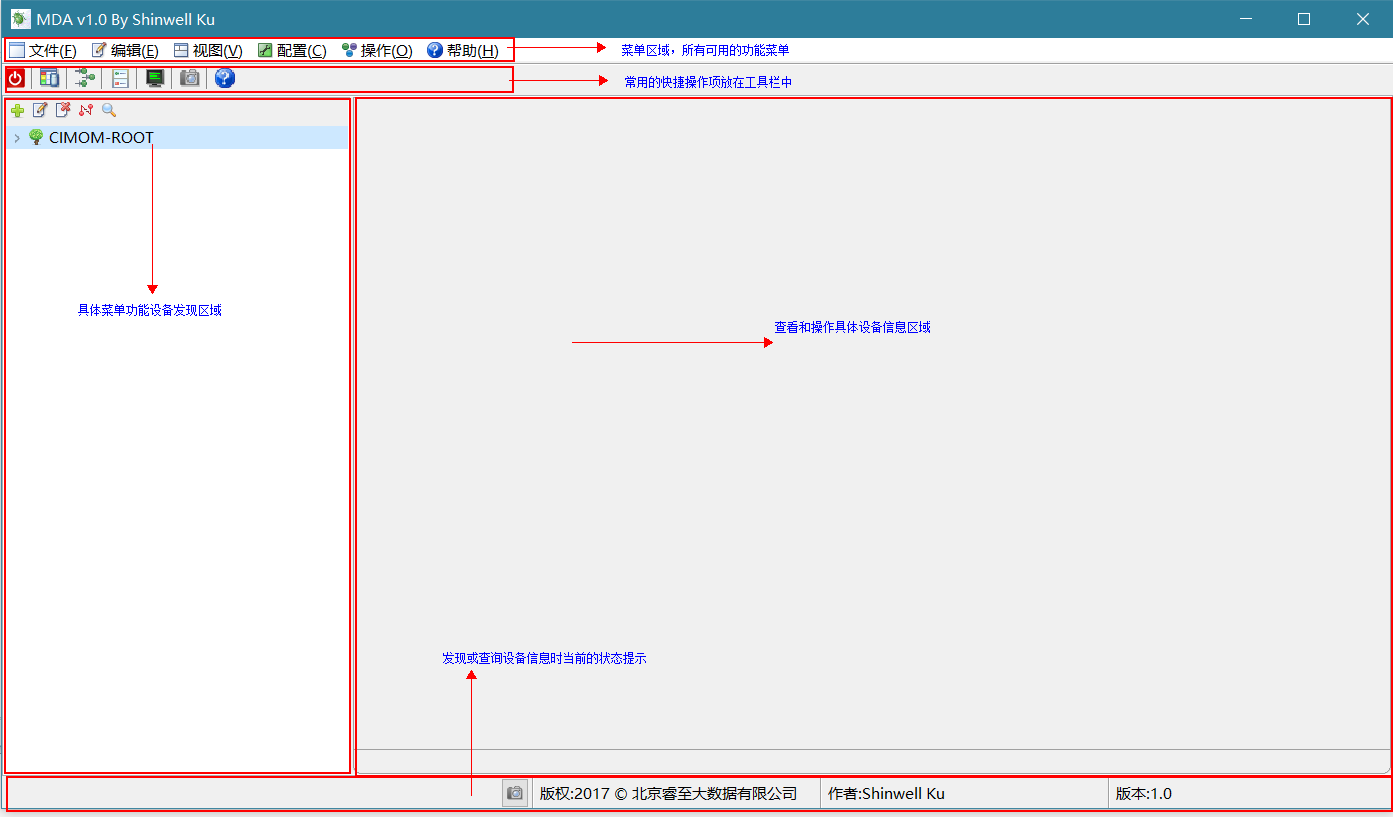 MDA v1.0 By Shinwell Ku
文件(F) 编辑(E) 视图(V) 配置(C) 操作(O) 帮助(H)
菜单区域，所有可用的功能菜单
常用的快捷操作项放在工具栏中
CIMOM-ROOT
具体菜单功能设备发现区域
查看和操作具体设备信息区域
发现或查询设备信息时当前的状态提示
版权:2017 © 北京睿至大数据有限公司 作者:Shinwell Ku 版本:1.0